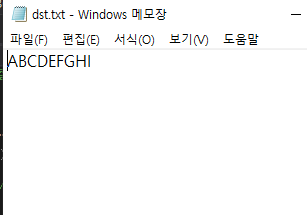 dst.txt - Windows 메모장
파일(F) 편집(E) 서식(O) 보기(V) 도움말
ABCDEFGHI